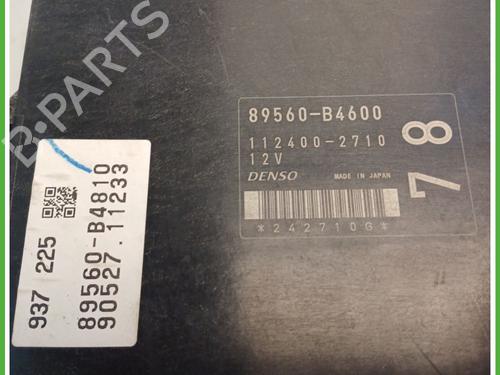 89560-B4600
112400-2710
12V
DENSO MADE IN JAPAN
*242710G*
78
937 225
89560-B4810
90527.11233
B-PARTS